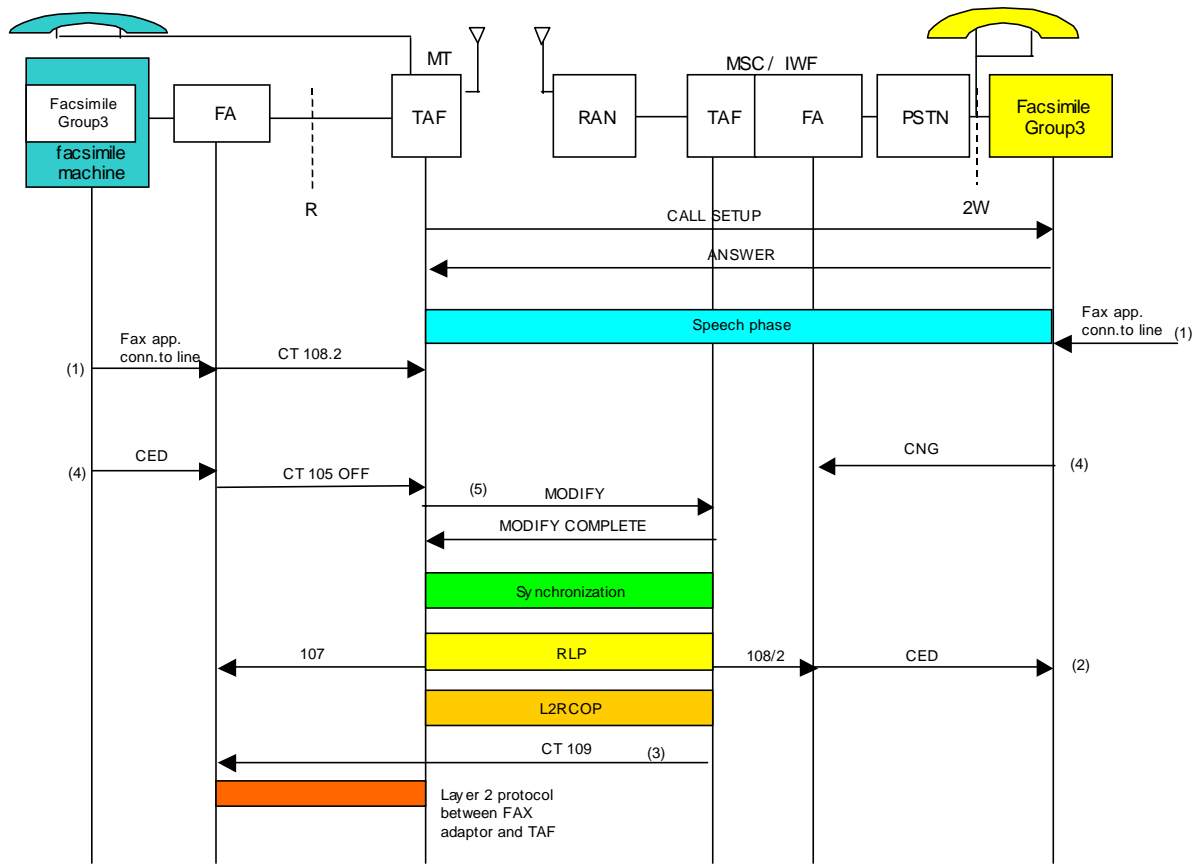 MT
MSC / IWF
Facsimile
Group3
facsimile
machine
FA
TAF
RAN
TAF
FA
PSTN
Facsimile
Group3
R
2W
CALL SETUP
ANSWER
Speech phase
Fax app.
conn.to line
(1)
Fax app.
conn.to line
(1)
CT 108.2
CED
(4)
CNG
(4)
CT 105 OFF
(5)
MODIFY
MODIFY COMPLETE
Synchronization
107
RLP
108/2
CED
(2)
L2RCOP
CT 109
(3)
Layer 2 protocol
between FAX
adaptor and TAF